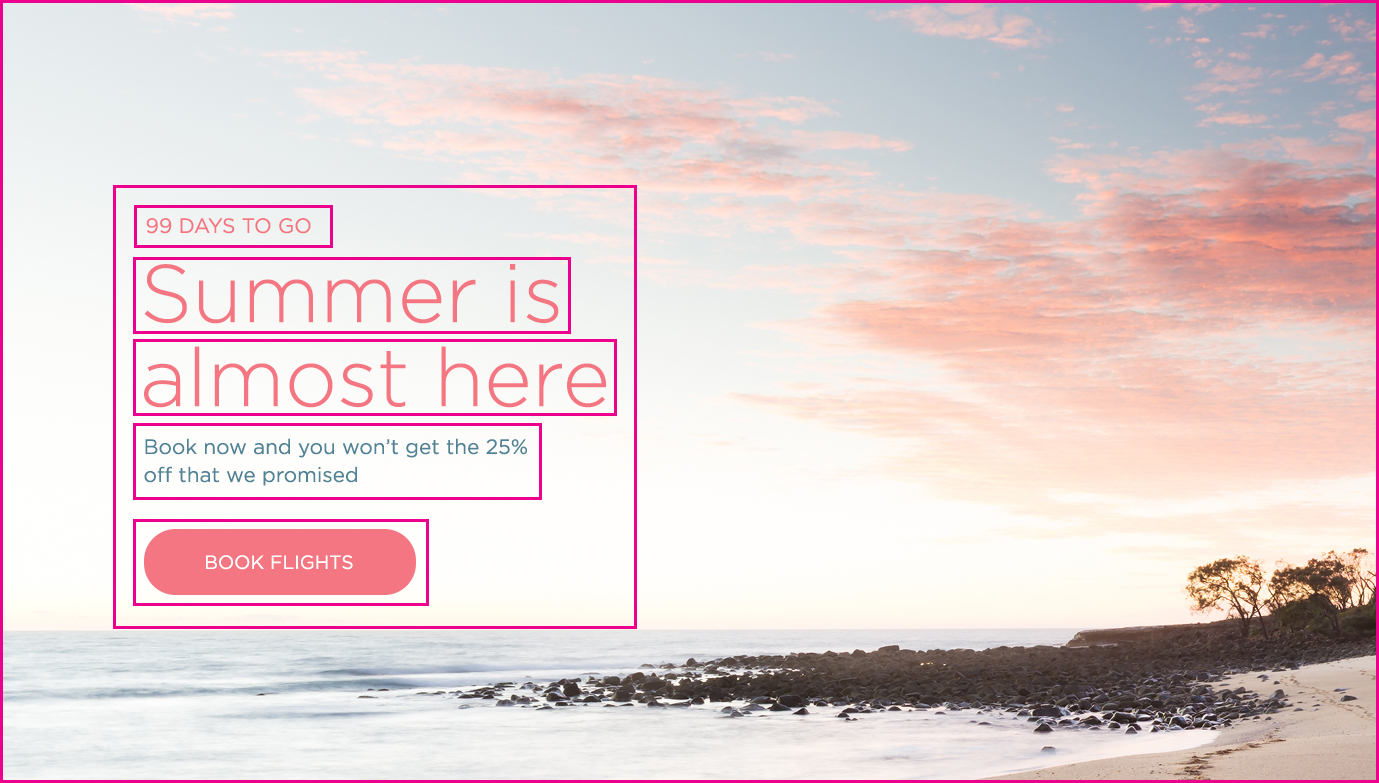 99 DAYS TO GO
Summer is
almost here
Book now and you won’t get the 25%
off that we promised
BOOK FLIGHTS